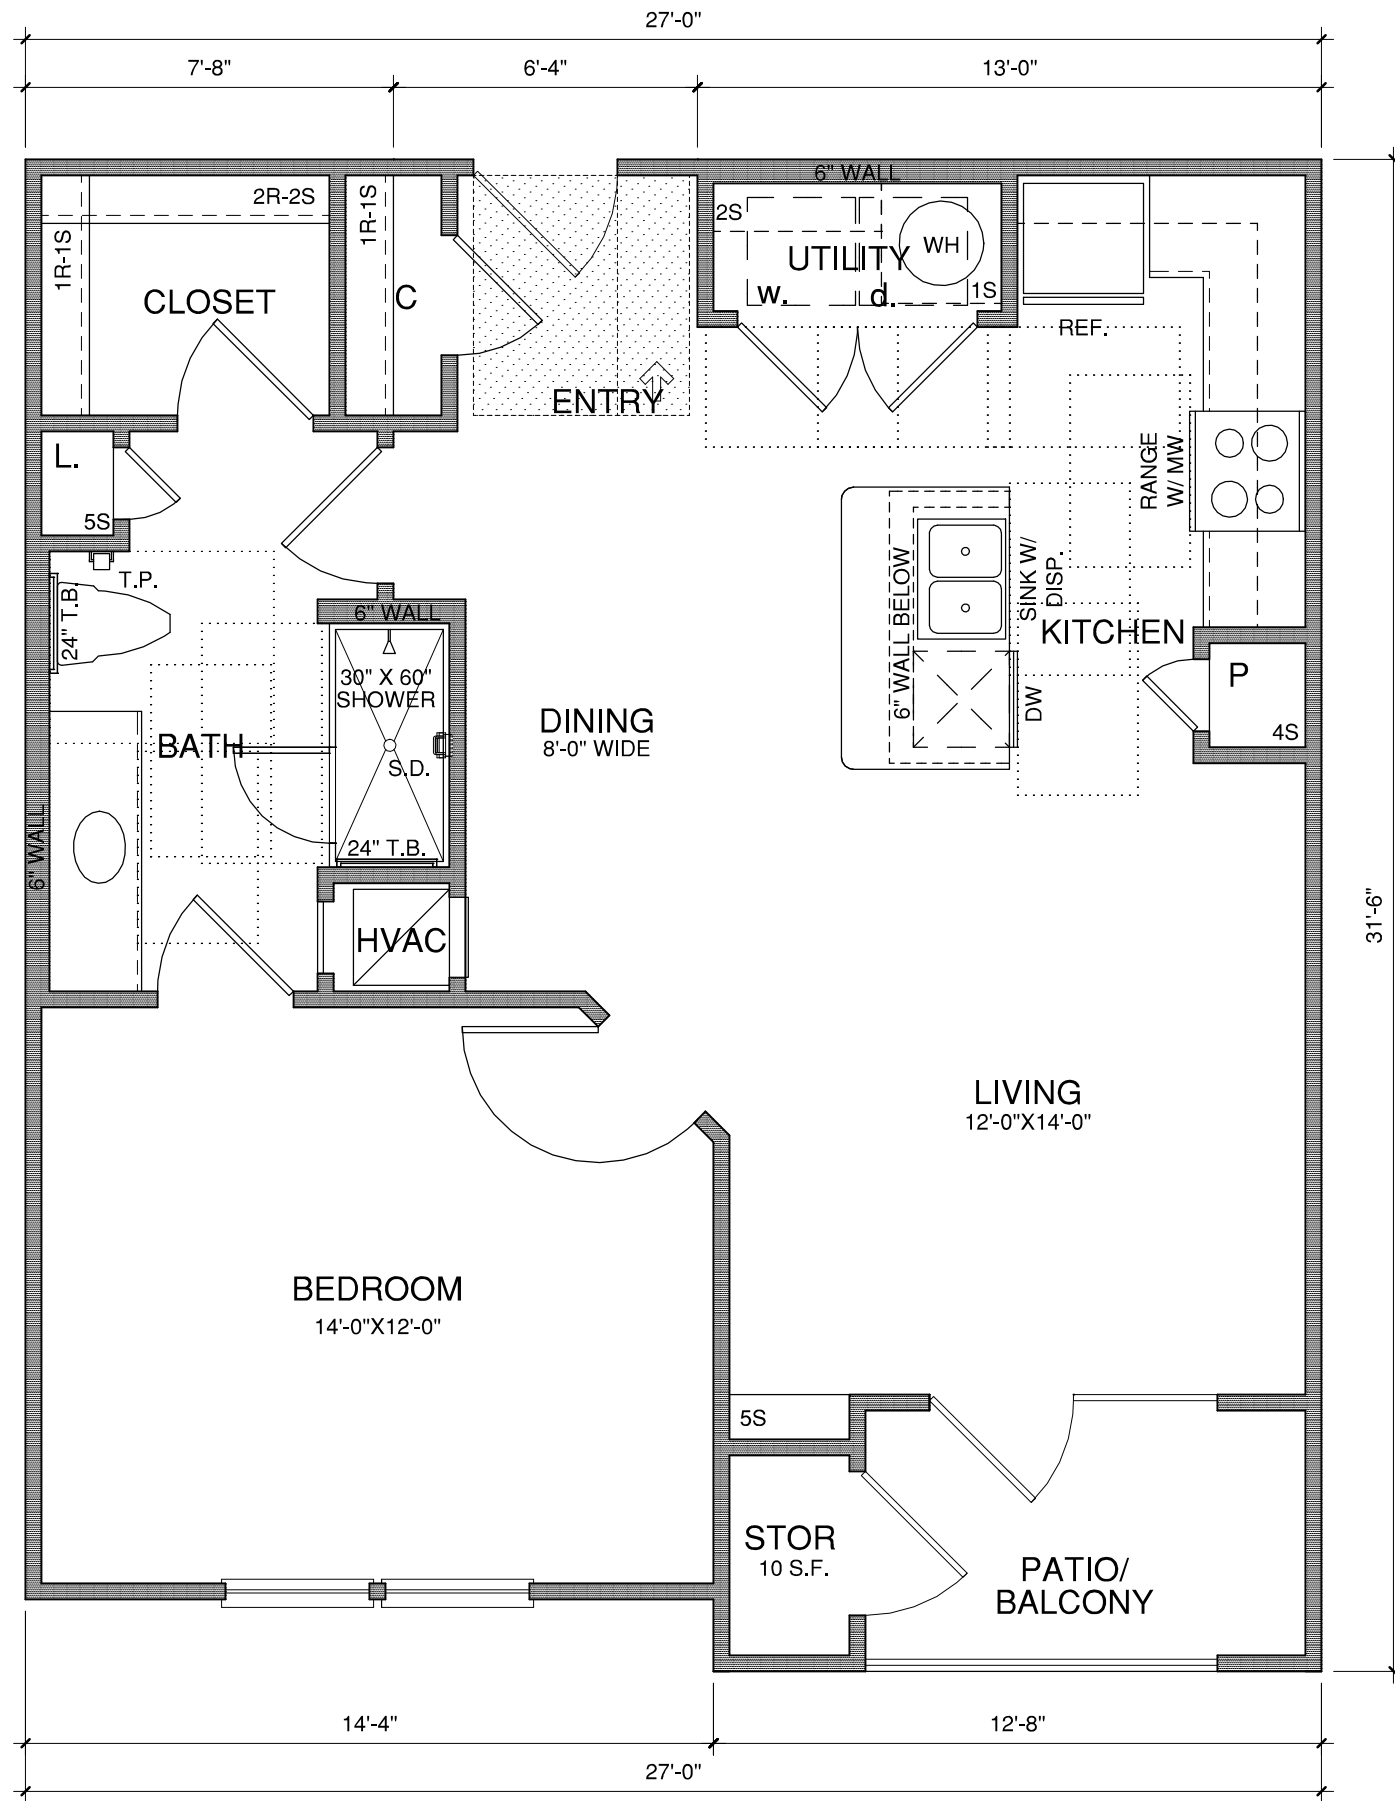 27'-0"
7'-8"
6'-4"
13'-0"
6" WALL
2R-2S
1R-1S
1R-1S
2S
WH
UTILITY
w.
d.
1S
CLOSET
C
REF.
ENTRY
L.
5S
RANGE
W/ MW
T.P.
24" T.B.
6" WALL
SINK W/
DISP.
6" WALL BELOW
KITCHEN
30" X 60"
SHOWER
P
4S
DW
DINING
8'-0" WIDE
BATH
S.D.
24" T.B.
6" WALL
HVAC
31'-6"
LIVING
12'-0"X14'-0"
BEDROOM
14'-0"X12'-0"
5S
STOR
10 S.F.
PATIO/
BALCONY
14'-4"
12'-8"
27'-0"